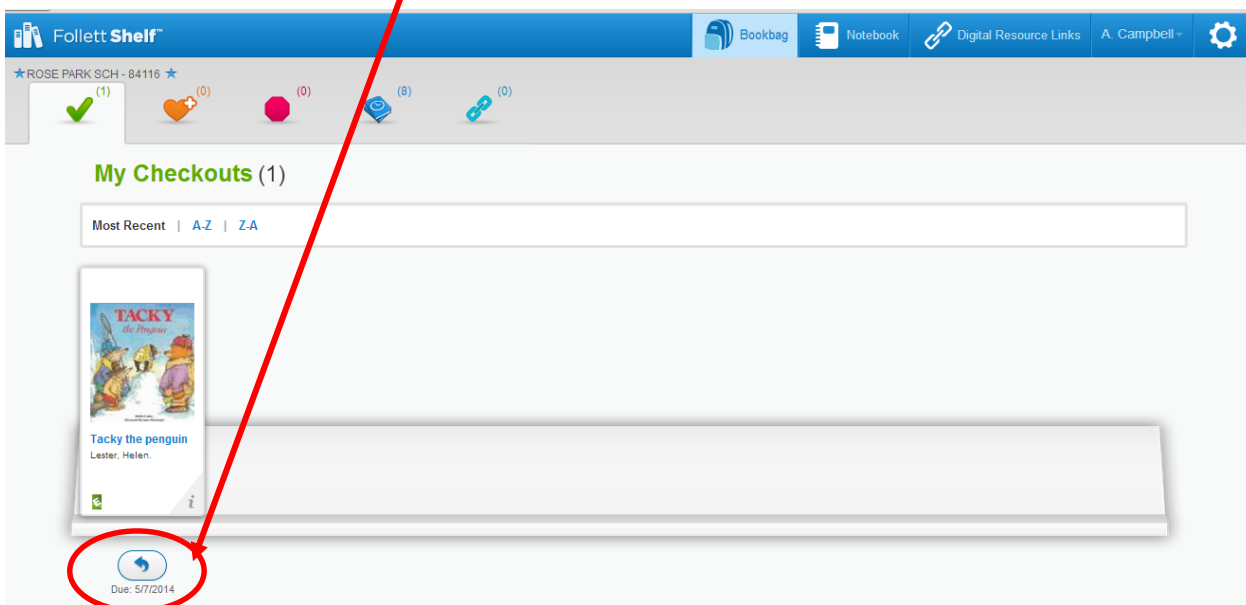 Follett Shelf™
Bookbag
Notebook
Digital Resource Links
A. Campbell
★ROSE PARK SCH - 84116 ★
(1)
(0)
(0)
(8)
(0)
My Checkouts (1)
Most Recent | A-Z | Z-A
TACKY
the Penguin
Tacky the penguin
Lester, Helen.
e
i
Due: 5/7/2014